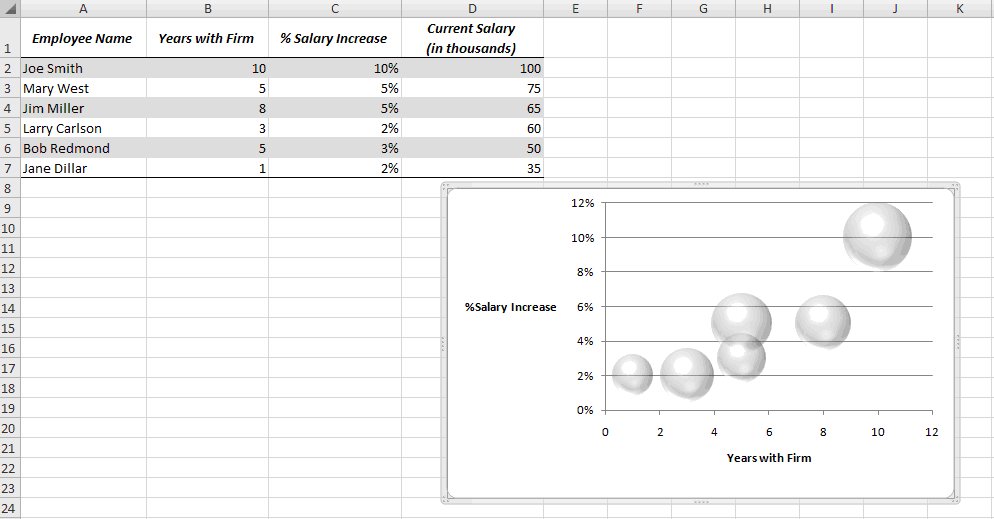 A B C D E F G H I J K
1 Employee Name Years with Firm % Salary Increase Current Salary
(in thousands)
2 Joe Smith 10 10% 100
3 Mary West 5 5% 75
4 Jim Miller 8 5% 65
5 Larry Carlson 3 2% 60
6 Bob Redmond 5 3% 50
7 Jane Dillar 1 2% 35
8
9
10
11
12
13
14
15
16
17
18
19
20
21
22
23
24
12%
10%
8%
6%
4%
2%
0%
%Salary Increase
0 2 4 6 8 10 12
Years with Firm